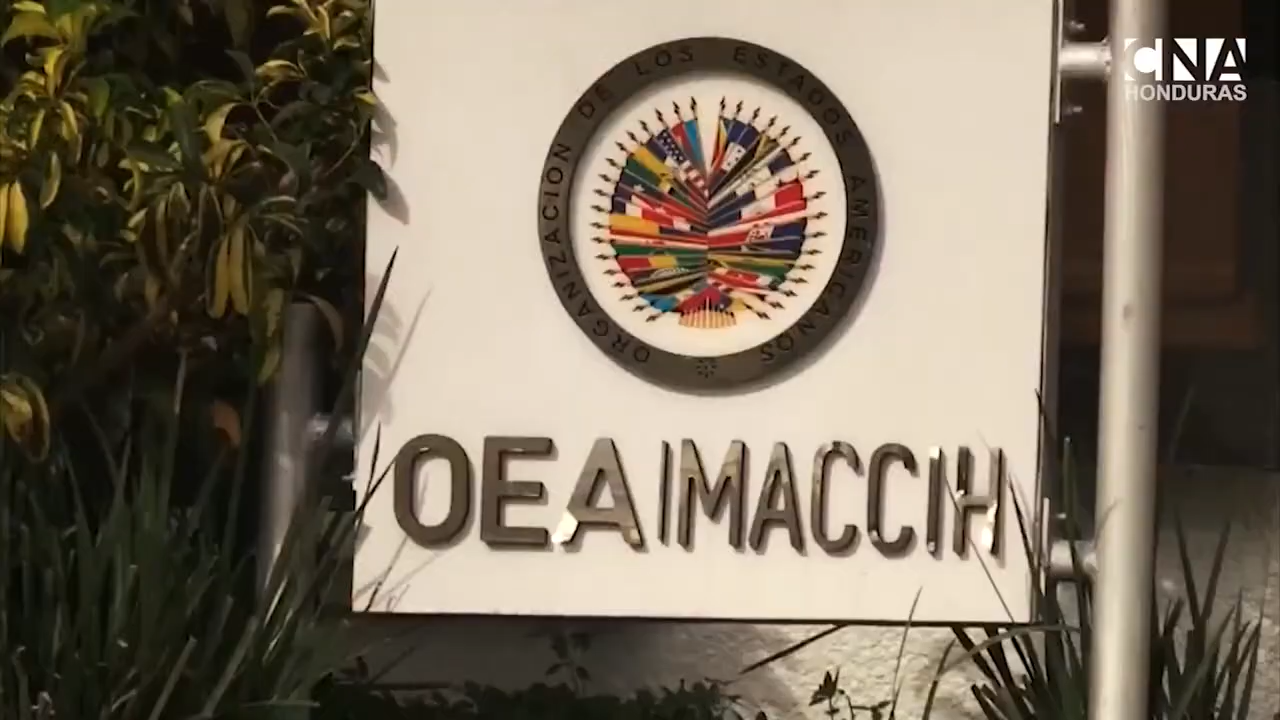 CNA
HONDURAS
ORGANIZACION DE LOS ESTADOS AMERICANOS
OEA|MACCIH